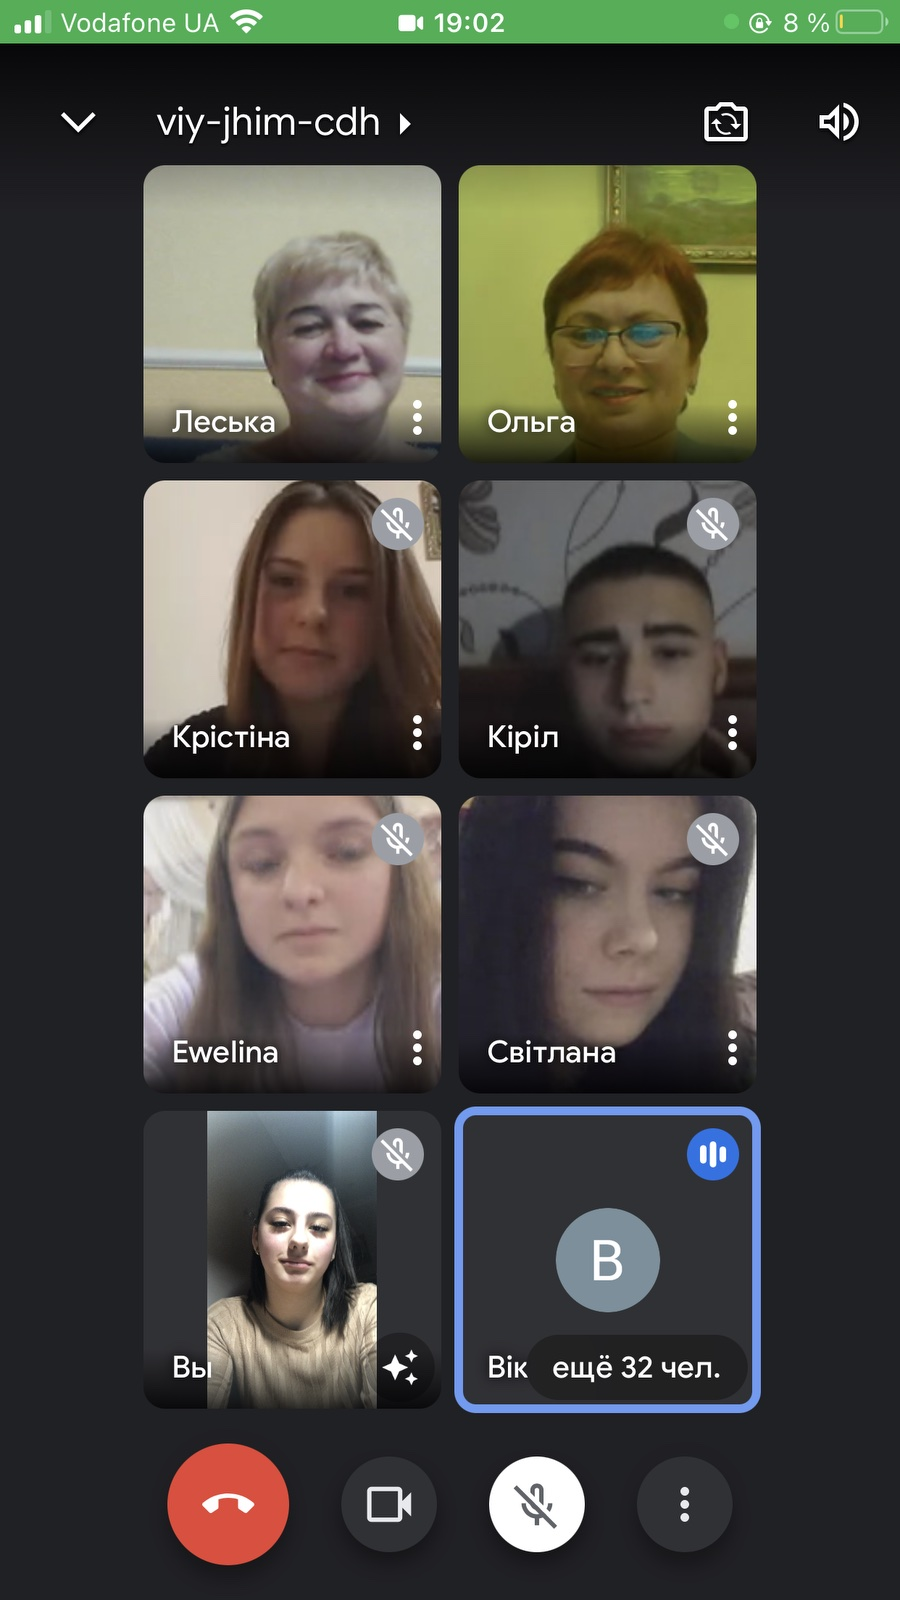 Vodafone UA 19:02 8 %
viy-jhim-cdh
Леська
Ольга
Крістіна
Кіріл
Ewelina
Світлана
В
Вы
Вік ещё 32 чел.